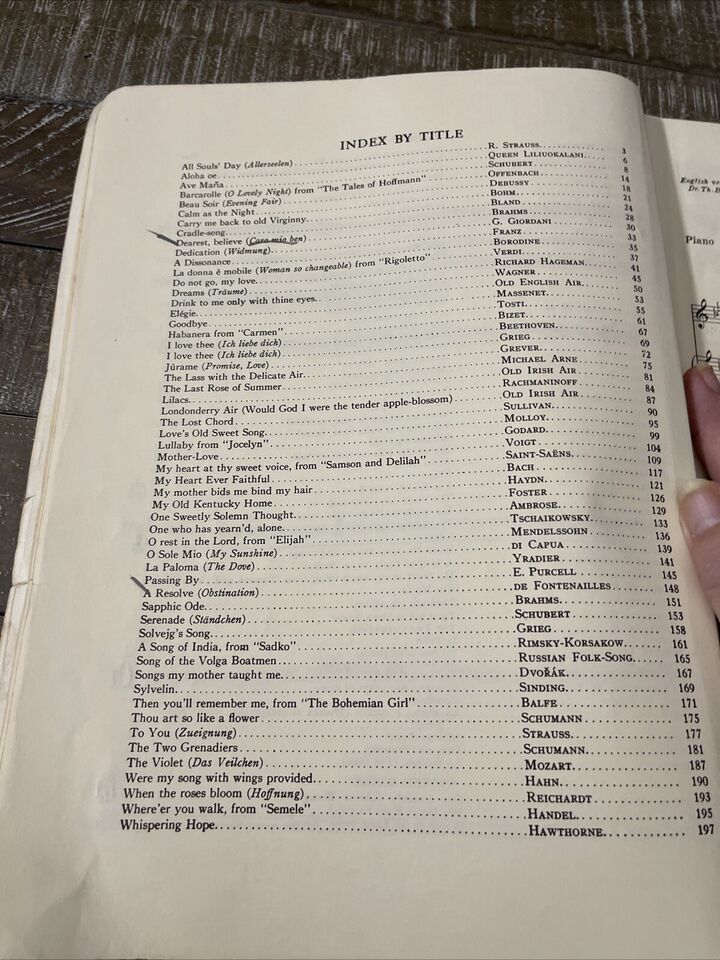 INDEX BY TITLE
All Souls' Day (Allerseelen) R. STRAUSS 3
Aloha oe QUEEN LILIUOKALANI 6
Ave Maria SCHUBERT 8
Barcarolle (O Lovely Night) from "The Tales of Hoffmann" OFFENBACH 14
Beau Soir (Evening Fair) DEBUSSY 18
Calm as the Night BOHM 21
Carry me back to old Virginny BLAND 24
Cradle-song BRAHMS 28
Dearest, believe (Caro mio ben) G. GIORDANI 30
Dedication (Widmung) FRANZ 33
A Dissonance BORODINE 35
La donna è mobile (Woman so changeable) from "Rigoletto" VERDI 37
Do not go, my love RICHARD HAGEMAN 41
Dreams (Träume) WAGNER 45
Drink to me only with thine eyes OLD ENGLISH AIR 50
Elégie MASSENET 53
Goodbye TOSTI 55
Habanera from "Carmen" BIZET 61
I love thee (Ich liebe dich) BEETHOVEN 67
I love thee (Ich liebe dich) GRIEG 69
Júrame (Promise, Love) GREVER 72
The Lass with the Delicate Air MICHAEL ARNE 75
The Last Rose of Summer OLD IRISH AIR 81
Lilacs RACHMANINOFF 84
Londonderry Air (Would God I were the tender apple-blossom) OLD IRISH AIR 87
The Lost Chord SULLIVAN 90
Love's Old Sweet Song MOLLOY 95
Lullaby from "Jocelyn" GODARD 99
Mother-Love VOIGT 104
My heart at thy sweet voice, from "Samson and Delilah" SAINT-SAËNS 109
My Heart Ever Faithful BACH 117
My mother bids me bind my hair HAYDN 121
My Old Kentucky Home FOSTER 126
One Sweetly Solemn Thought AMBROSE 129
One who has yearn'd, alone TSCHAIKOWSKY 133
O rest in the Lord, from "Elijah" MENDELSSOHN 136
O Sole Mio (My Sunshine) DI CAPUA 139
La Paloma (The Dove) YRADIER 141
Passing By E. PURCELL 145
A Resolve (Obstination) DE FONTENAILLES 148
Sapphic Ode BRAHMS 151
Serenade (Ständchen) SCHUBERT 153
Solvejg's Song GRIEG 158
A Song of India, from "Sadko" RIMSKY-KORSAKOW 161
Song of the Volga Boatmen RUSSIAN FOLK-SONG 165
Songs my mother taught me DVOŘÁK 167
Sylvelin SINDING 169
Then you'll remember me, from "The Bohemian Girl" BALFE 171
Thou art so like a flower SCHUMANN 175
To You (Zueignung) STRAUSS 177
The Two Grenadiers SCHUMANN 181
The Violet (Das Veilchen) MOZART 187
Were my song with wings provided HAHN 190
When the roses bloom (Hoffnung) REICHARDT 193
Where'er you walk, from "Semele" HANDEL 195
Whispering Hope HAWTHORNE 197
English
Dr. Th.
Piano